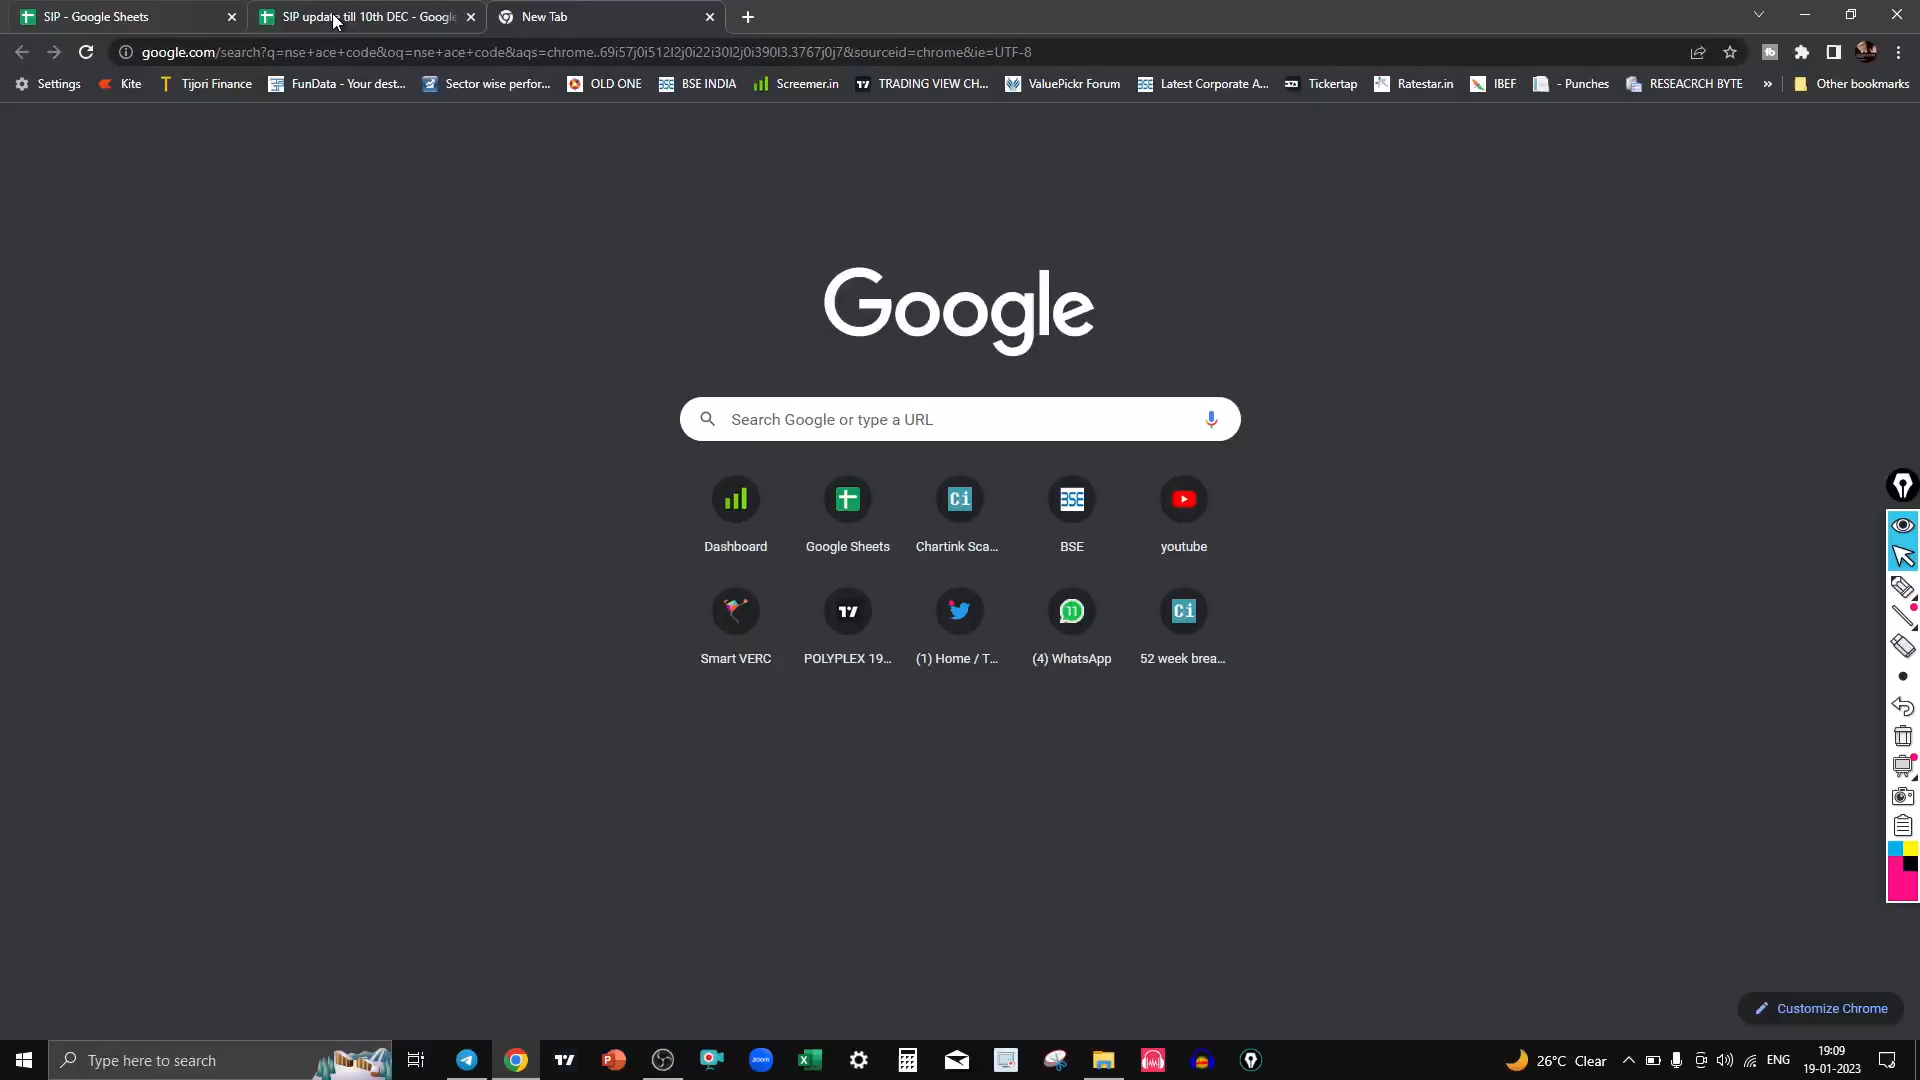 SIP - Google Sheets
SIP update till 10th DEC - Google
New Tab
google.com/search?q=nse+ace+code&oq=nse+ace+code&aqs=chrome..69i57j0i512l2j0i22i30l2j0i390l3.3767j0j7&sourceid=chrome&ie=UTF-8
Settings Kite Tijori Finance FunData - Your dest... Sector wise perfor... OLD ONE BSE INDIA Screemer.in TRADING VIEW CH... ValuePickr Forum Latest Corporate A... Tickertap Ratestar.in IBEF - Punches RESEACRCH BYTE » Other bookmarks
Google
Search Google or type a URL
Dashboard Google Sheets Chartink Sca... BSE youtube
Smart VERC POLYPLEX 19... (1) Home / T... (4) WhatsApp 52 week brea...
Customize Chrome
Type here to search
26°C Clear
ENG
19:09
19-01-2023